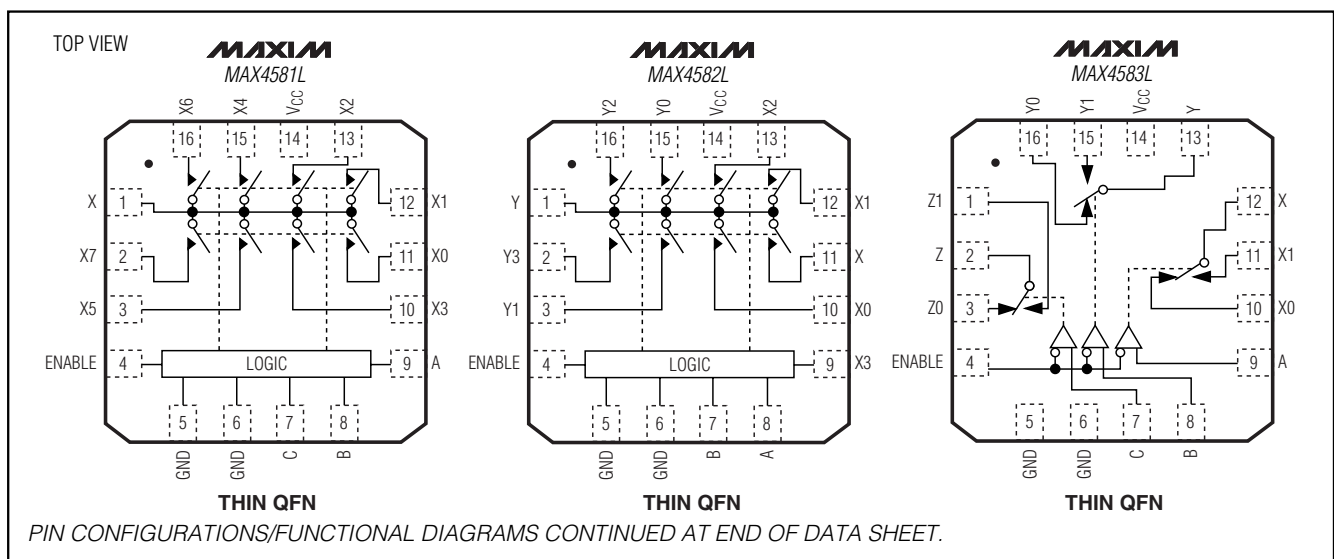 TOP VIEW
MAXIM
MAX4581L
X6 X4 VCC X2
16 15 14 13
X 1
12 X1
X7 2
11 X0
X5 3
10 X3
ENABLE 4
LOGIC
9 A
5 6 7 8
GND GND C B
THIN QFN
MAXIM
MAX4582L
Y2 Y0 VCC X2
16 15 14 13
Y 1
12 X1
Y3 2
11 X
Y1 3
10 X0
ENABLE 4
LOGIC
9 X3
5 6 7 8
GND GND B A
THIN QFN
MAXIM
MAX4583L
Y0 Y1 VCC Y
16 15 14 13
Z1 1
12 X
Z 2
11 X1
Z0 3
10 X0
ENABLE 4
9 A
5 6 7 8
GND GND C B
THIN QFN
PIN CONFIGURATIONS/FUNCTIONAL DIAGRAMS CONTINUED AT END OF DATA SHEET.